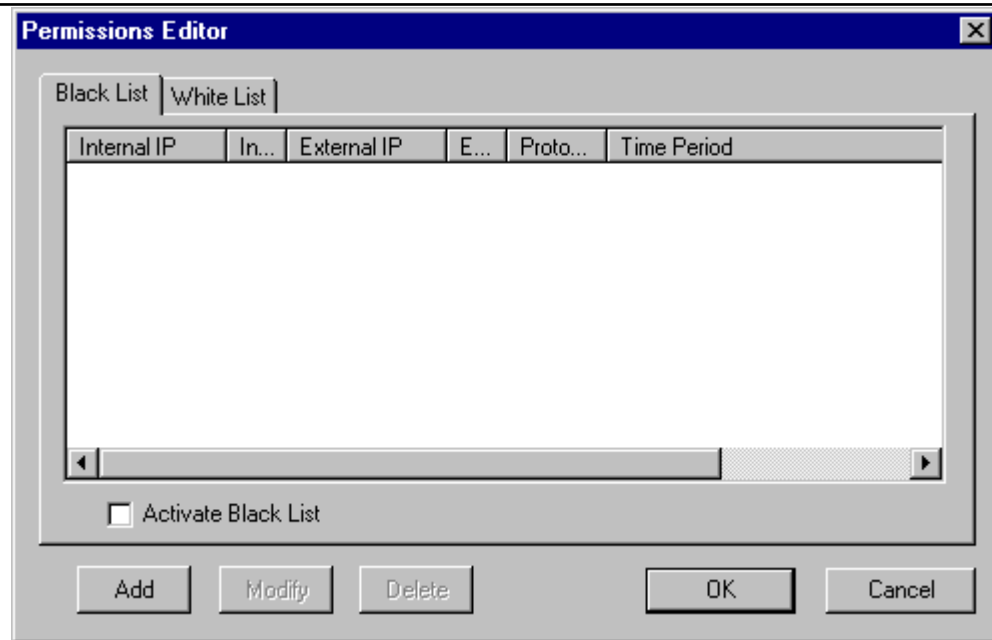 Permissions Editor
Black List White List
Internal IP In... External IP E... Proto... Time Period
Activate Black List
Add Modify Delete OK Cancel